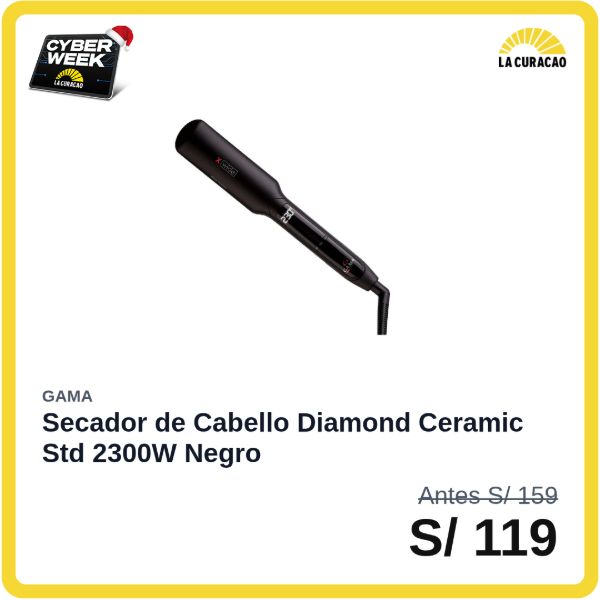 CYBER
WEEK
LA CURACAO
LA CURACAO
GAMA
Secador de Cabello Diamond Ceramic
Std 2300W Negro
Antes S/ 159
S/ 119